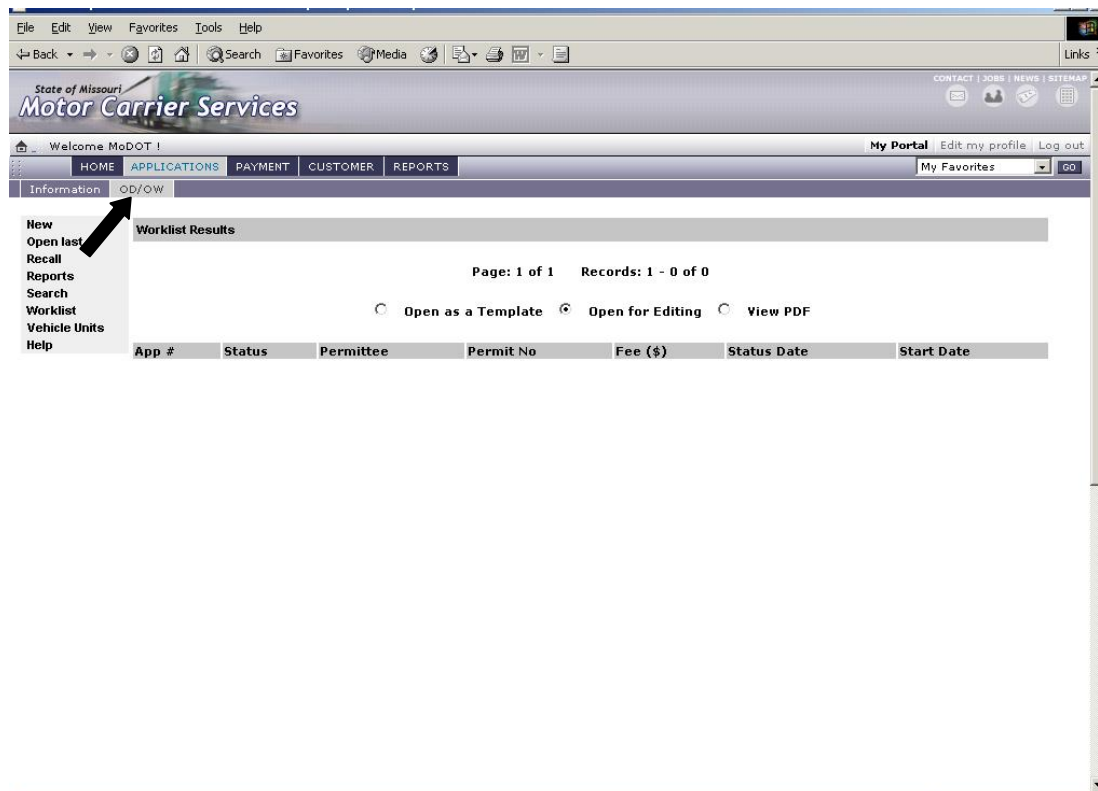 File Edit View Favorites Tools Help
Back Search Favorites Media Links
CONTACT | JOBS | NEWS | SITEMAP
State of Missouri
Motor Carrier Services
Welcome MoDOT ! My Portal Edit my profile Log out
HOME APPLICATIONS PAYMENT CUSTOMER REPORTS My Favorites GO
Information OD/OW
New
Open last
Recall
Reports
Search
Worklist
Vehicle Units
Help
Worklist Results
Page: 1 of 1 Records: 1 - 0 of 0
Open as a Template Open for Editing View PDF
App # Status Permittee Permit No Fee ($) Status Date Start Date